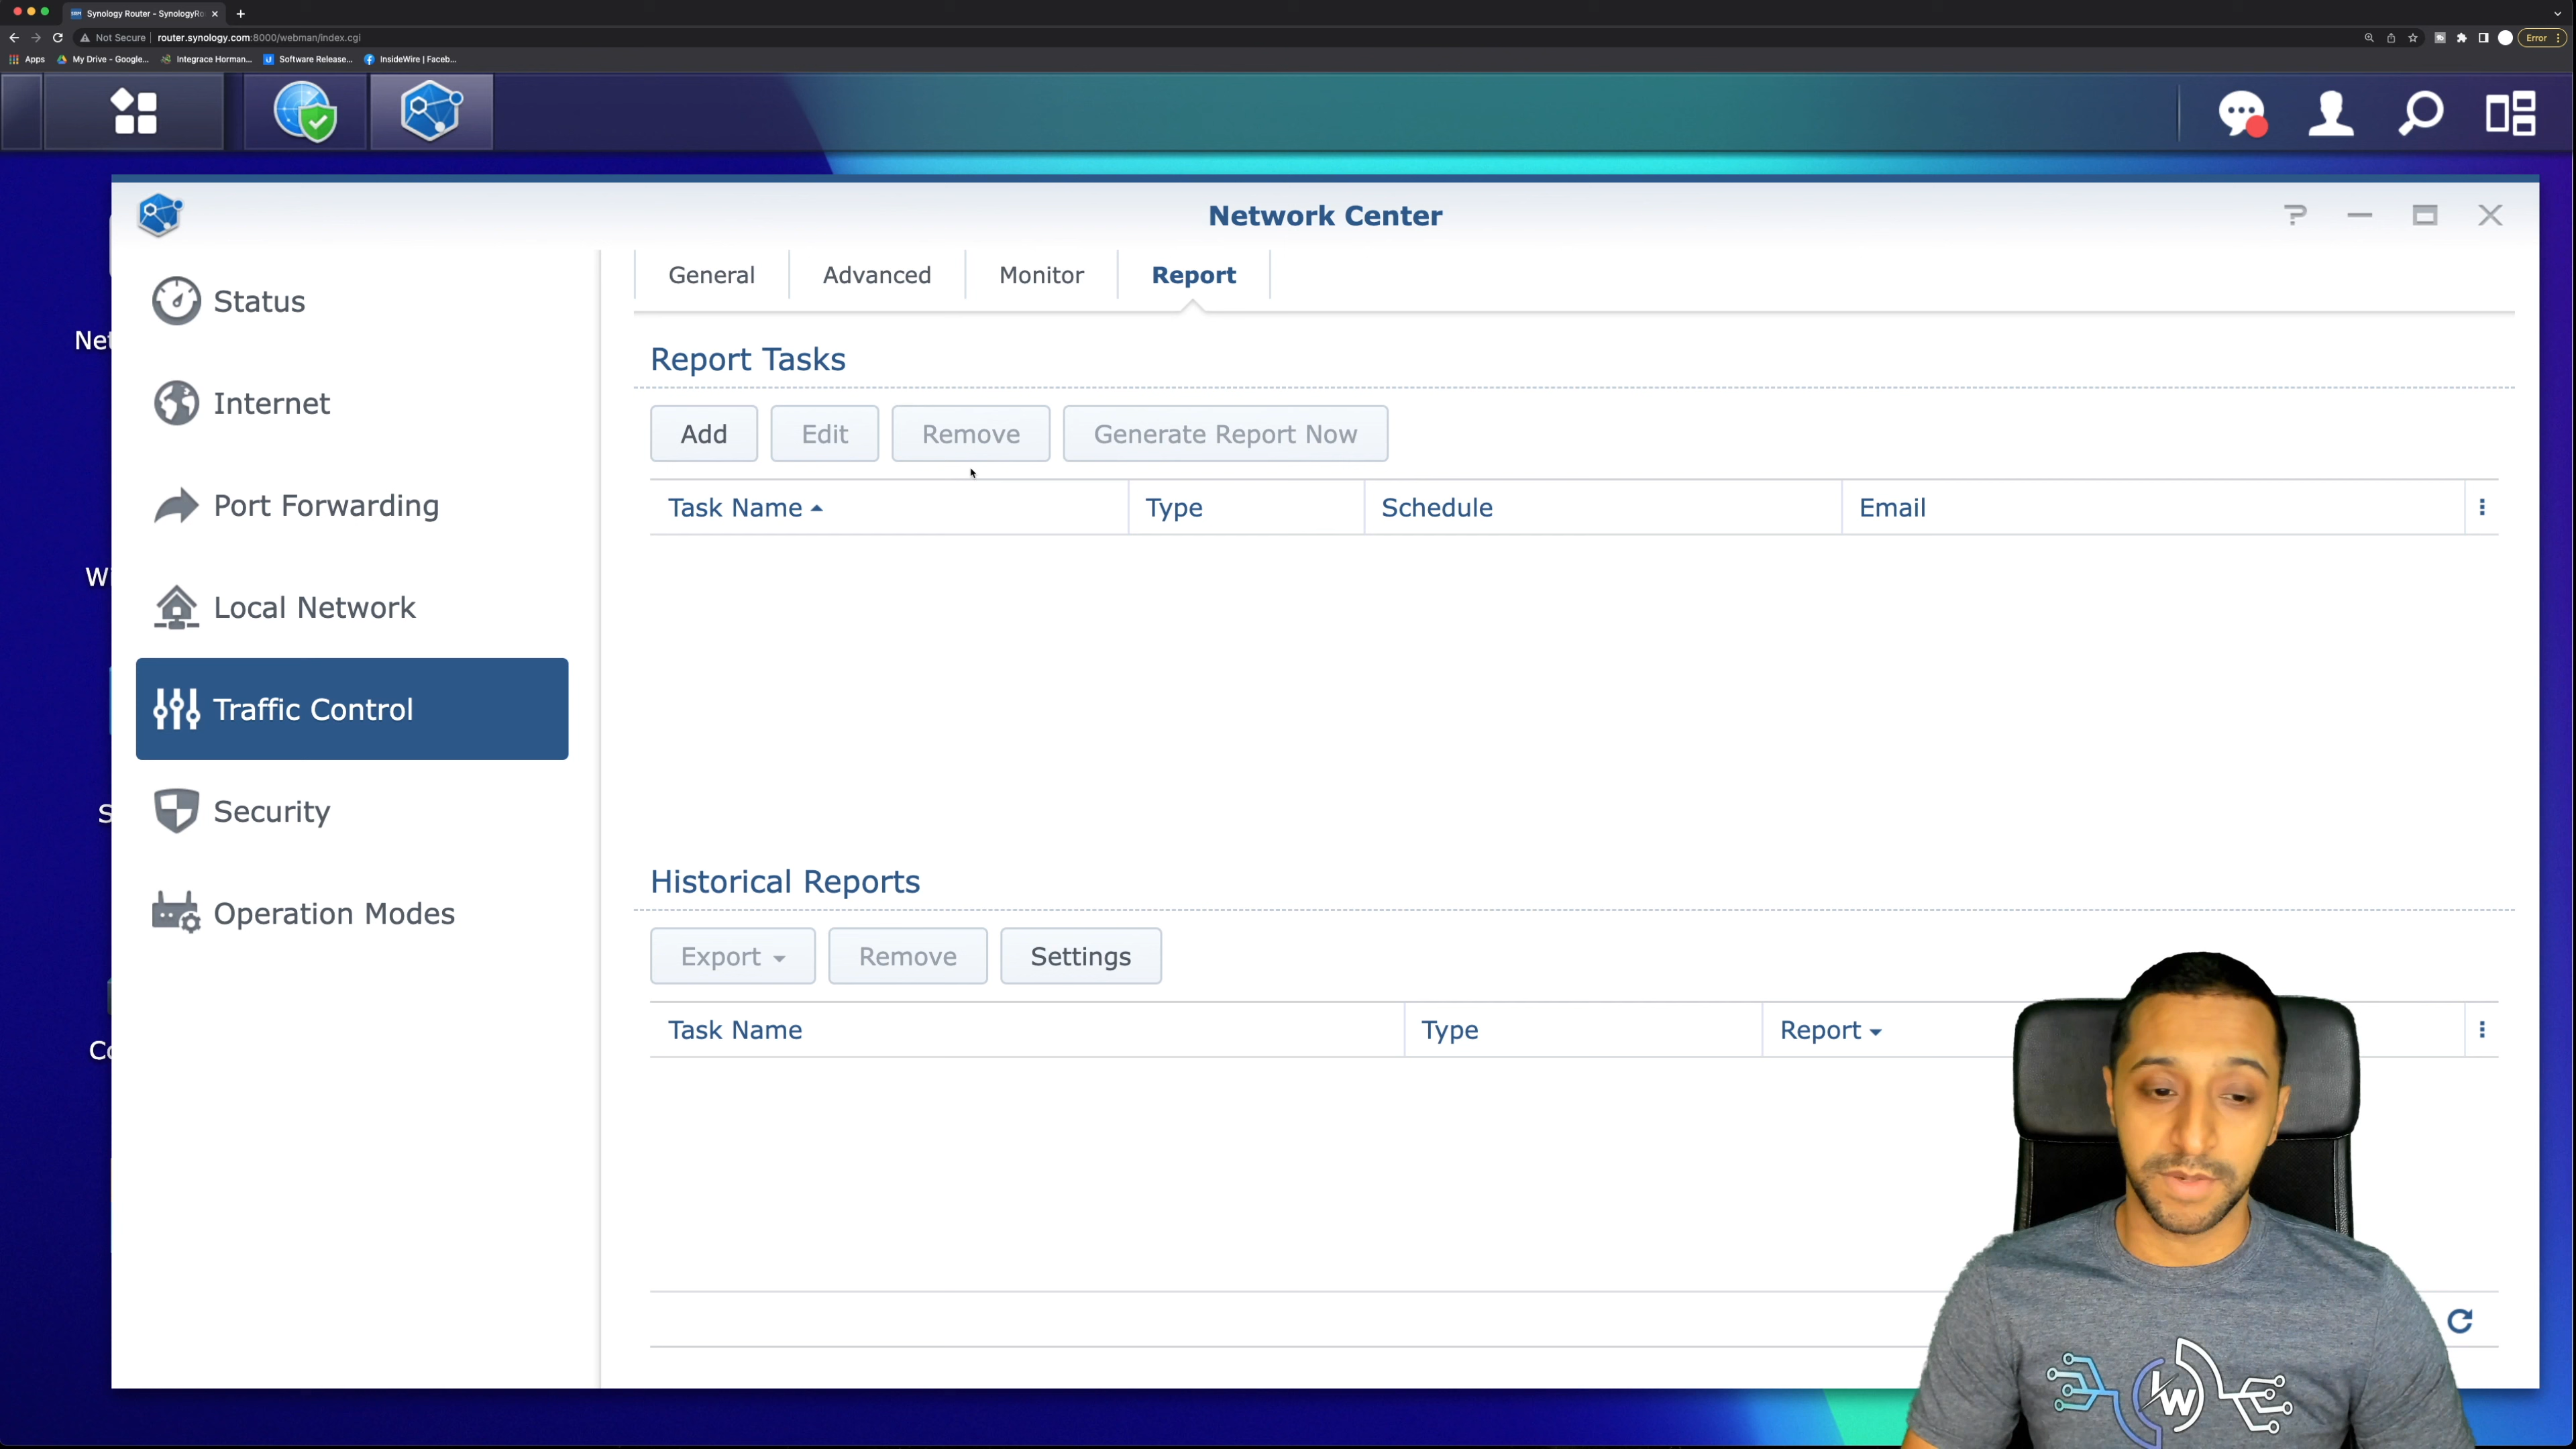 Synology Router - SynologyRo
Not Secure | router.synology.com:8000/webman/index.cgi
Error
Apps
My Drive - Google...
Integrace Horman...
Software Release...
InsideWire | Faceb...
Network Center
Status
Internet
Port Forwarding
Local Network
Traffic Control
Security
Operation Modes
Net
Wi
S
Co
General
Advanced
Monitor
Report
Report Tasks
Add
Edit
Remove
Generate Report Now
Task Name
Type
Schedule
Email
Historical Reports
Export
Remove
Settings
Task Name
Type
Report
W